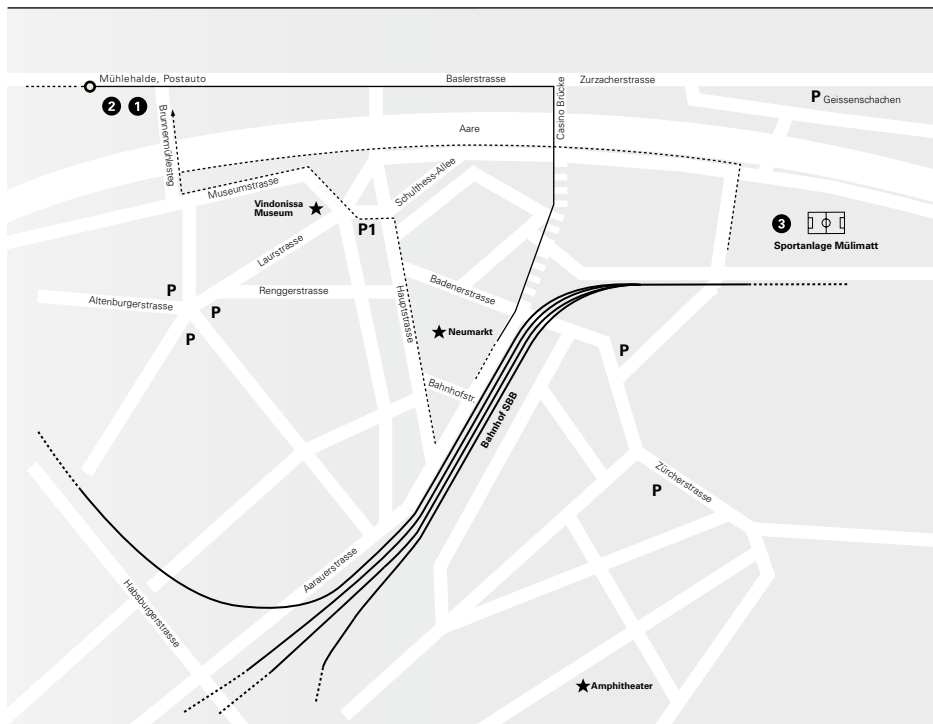 Mühlehalde, Postauto
Baslerstrasse
Zurzacherstrasse
2
1
Brunnenmühlesteg
Casino Brücke
P Geissenschachen
Aare
Schulthess-Allee
Museumstrasse
Vindonissa
Museum
P1
3
Sportanlage Mülimatt
Laurstrasse
Badenerstrasse
Renggerstrasse
Altenburgerstrasse
P
P
P
Hauptstrasse
Neumarkt
P
Bahnhofstr.
Bahnhof SBB
Zürcherstrasse
P
Aarauerstrasse
Habsburgerstrasse
Amphitheater